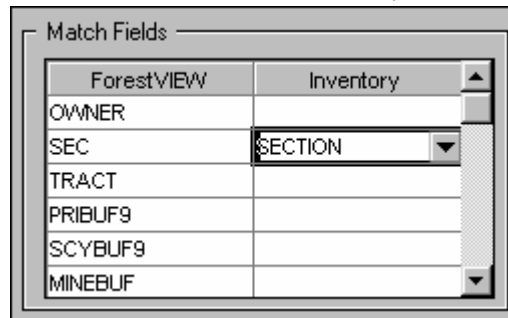 Match Fields
ForestVIEW Inventory
OWNER
SEC SECTION
TRACT
PRIBUF9
SCYBUF9
MINEBUF